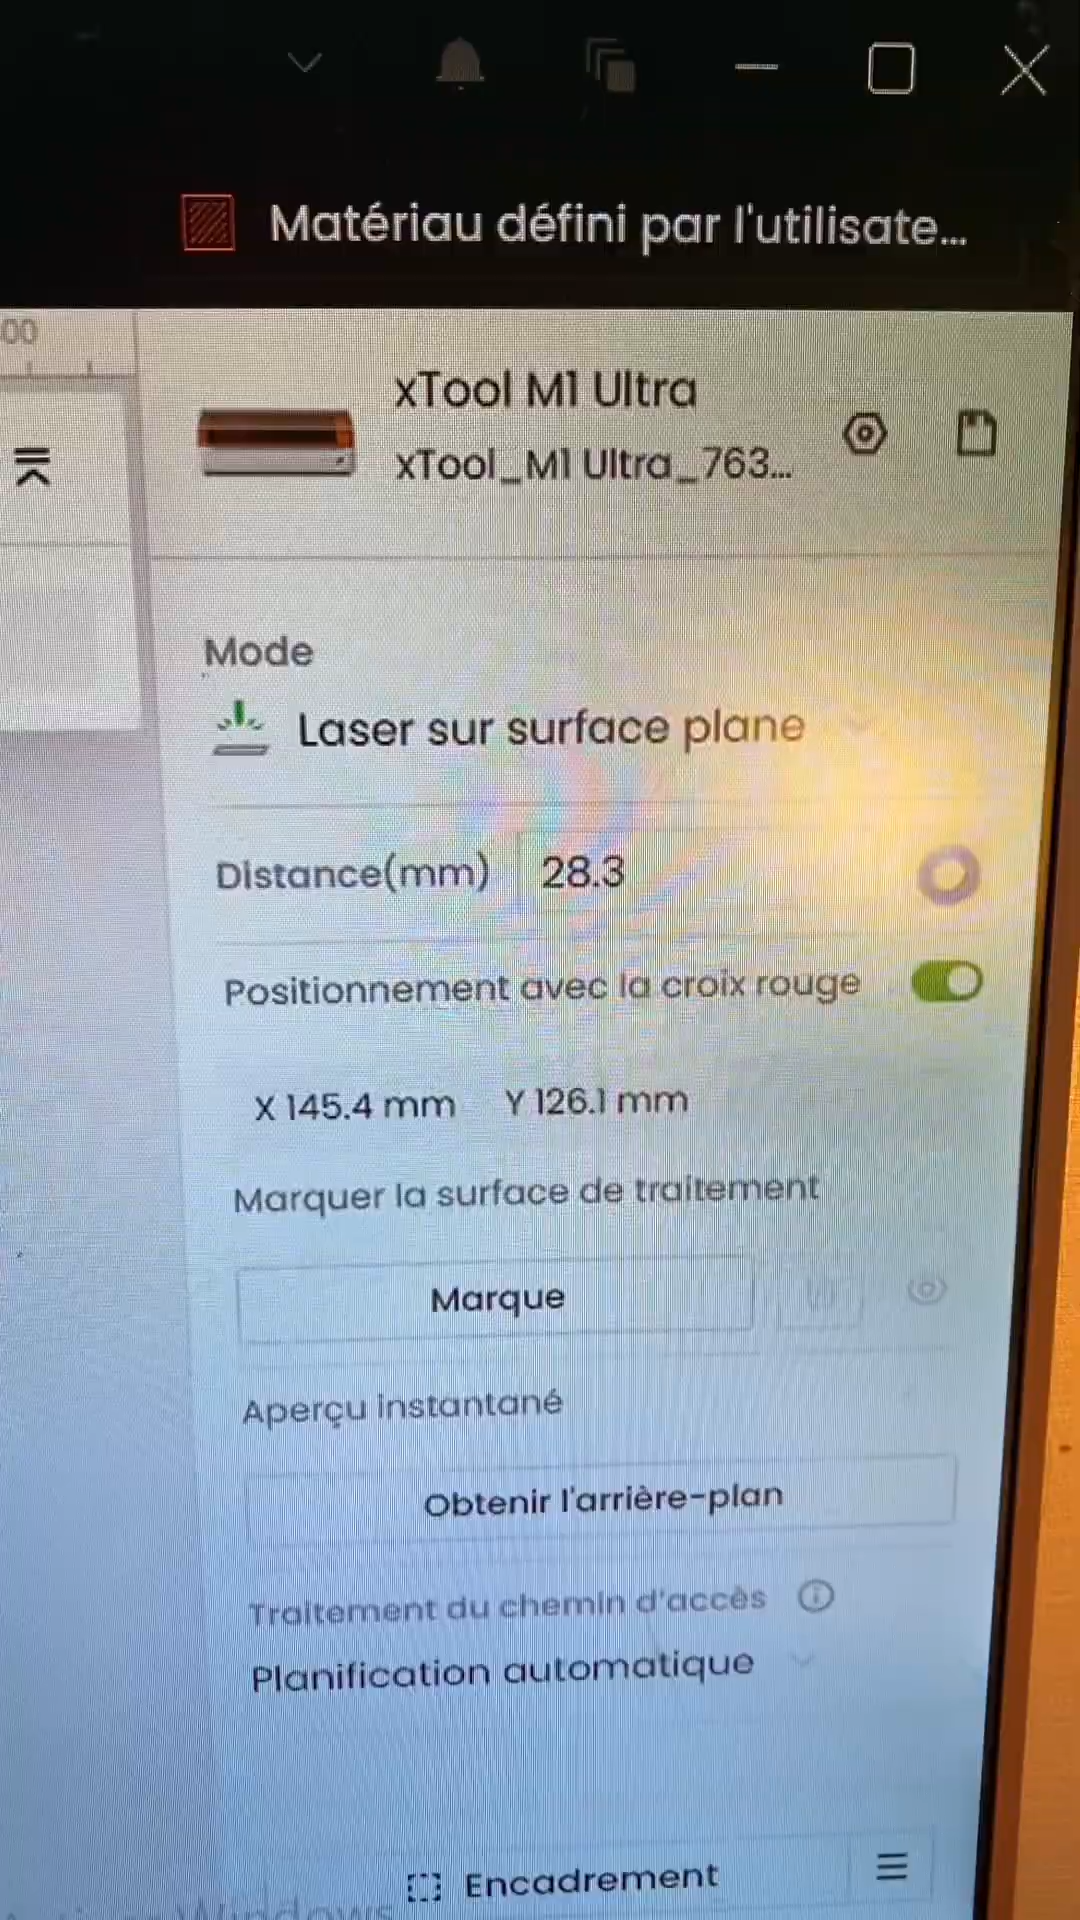 Matériau défini par l'utilisate...
00
xTool M1 Ultra
xTool_M1 Ultra_763...
Mode
Laser sur surface plane
Distance(mm) 28.3
Positionnement avec la croix rouge
X 145.4 mm Y 126.1 mm
Marquer la surface de traitement
Marque
Aperçu instantané
Obtenir l'arrière-plan
Traitement du chemin d'accès
Planification automatique
Encadrement
Windows